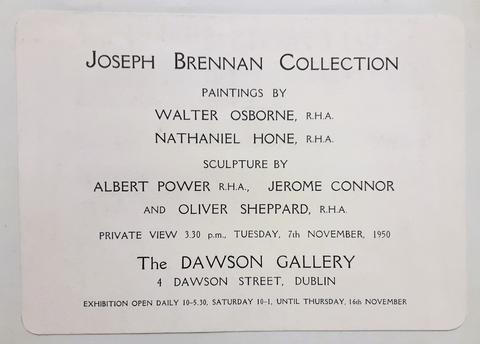 JOSEPH BRENNAN COLLECTION
PAINTINGS BY
WALTER OSBORNE, R.H.A.
NATHANIEL HONE, R.H.A.
SCULPTURE BY
ALBERT POWER R.H.A., JEROME CONNOR
AND OLIVER SHEPPARD, R.H.A.
PRIVATE VIEW 3.30 p.m., TUESDAY, 7th NOVEMBER, 1950
The DAWSON GALLERY
4 DAWSON STREET, DUBLIN
EXHIBITION OPEN DAILY 10-5.30, SATURDAY 10-1, UNTIL THURSDAY, 16th NOVEMBER